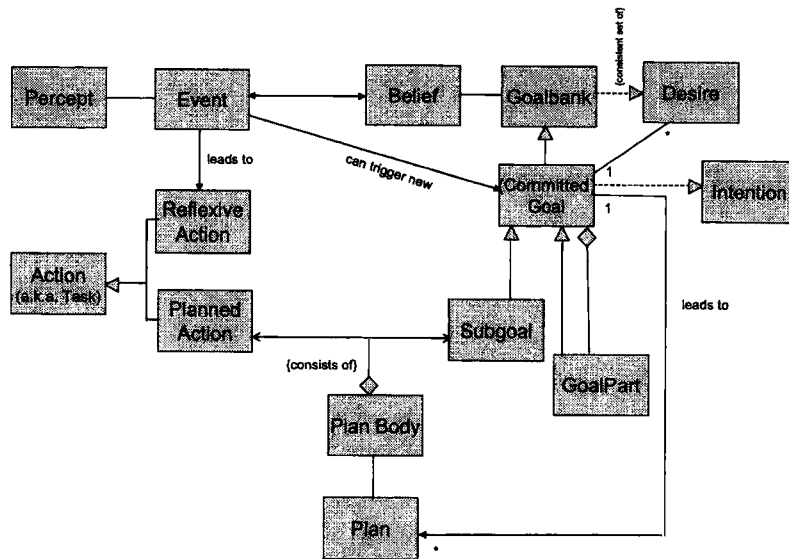 {consistent set of}
Percept
Event
Belief
Goalbank
Desire
leads to
can trigger new
*
Committed
Goal
1
1
Intention
Reflexive
Action
Action
(a.k.a. Task)
Planned
Action
leads to
Subgoal
{consists of}
GoalPart
Plan Body
Plan
*